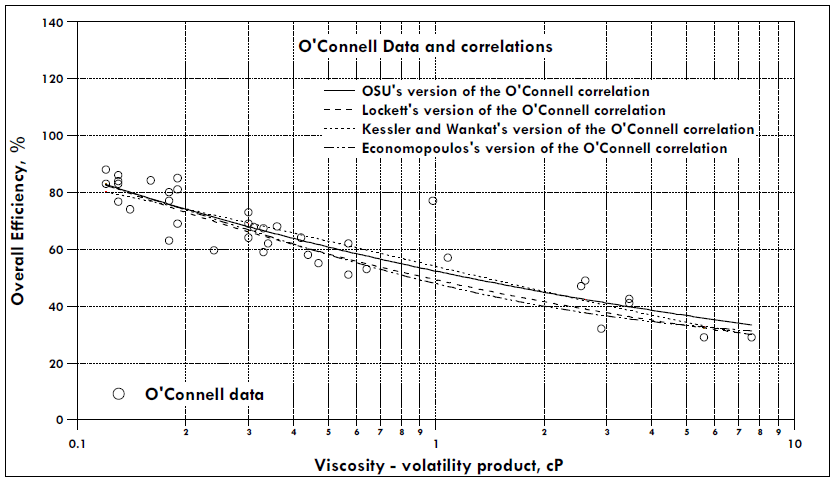 O'Connell Data and correlations
OSU's version of the O'Connell correlation
Lockett's version of the O'Connell correlation
Kessler and Wankat's version of the O'Connell correlation
Economopoulos's version of the O'Connell correlation
Overall Efficiency, %
140
120
100
80
60
40
20
0
O'Connell data
2 3 4 5 6 7 8 9 2 3 4 5 6 7 8 9
0.1 1 10
Viscosity - volatility product, cP